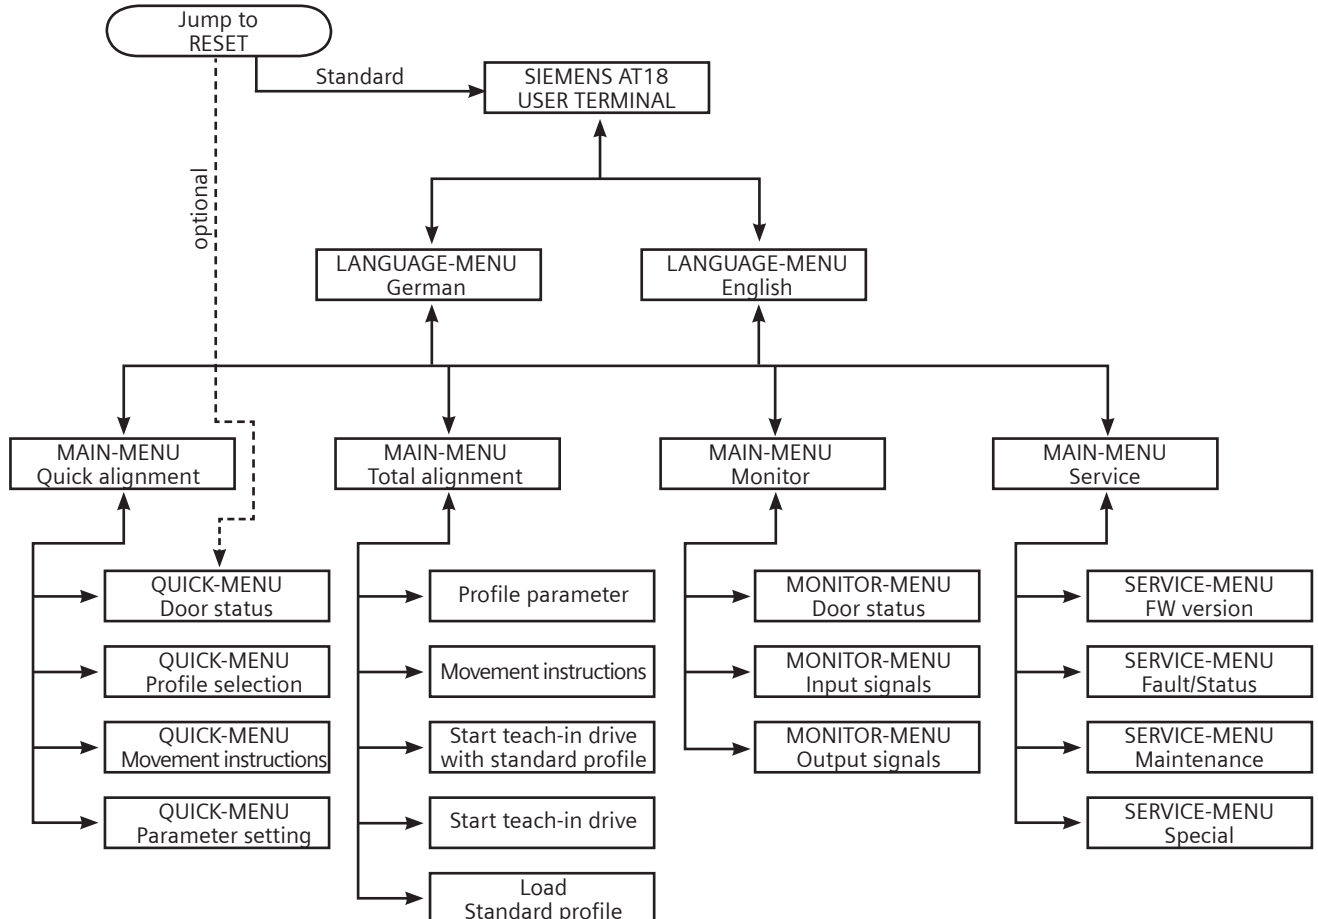 Jump to
RESET
Standard
SIEMENS AT18
USER TERMINAL
optional
LANGUAGE-MENU
German
LANGUAGE-MENU
English
MAIN-MENU
Quick alignment
MAIN-MENU
Total alignment
MAIN-MENU
Monitor
MAIN-MENU
Service
QUICK-MENU
Door status
QUICK-MENU
Profile selection
QUICK-MENU
Movement instructions
QUICK-MENU
Parameter setting
Profile parameter
Movement instructions
Start teach-in drive
with standard profile
Start teach-in drive
Load
Standard profile
MONITOR-MENU
Door status
MONITOR-MENU
Input signals
MONITOR-MENU
Output signals
SERVICE-MENU
FW version
SERVICE-MENU
Fault/Status
SERVICE-MENU
Maintenance
SERVICE-MENU
Special